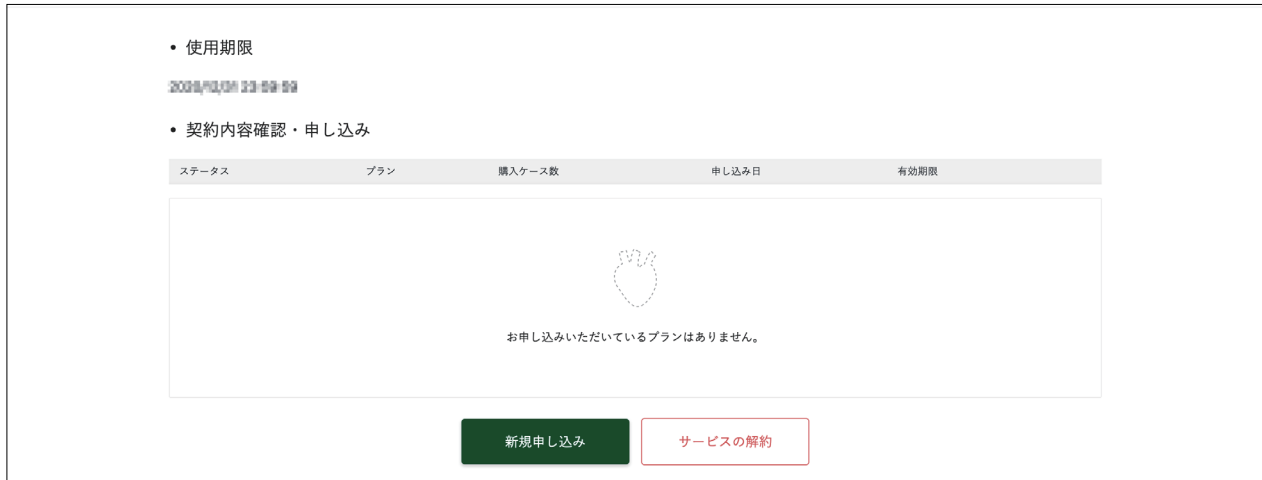 使用期限
契約内容確認・申し込み
ステータス プラン 購入ケース数 申し込み日 有効期限
お申し込みいただいているプランはありません。
新規申し込み サービスの解約